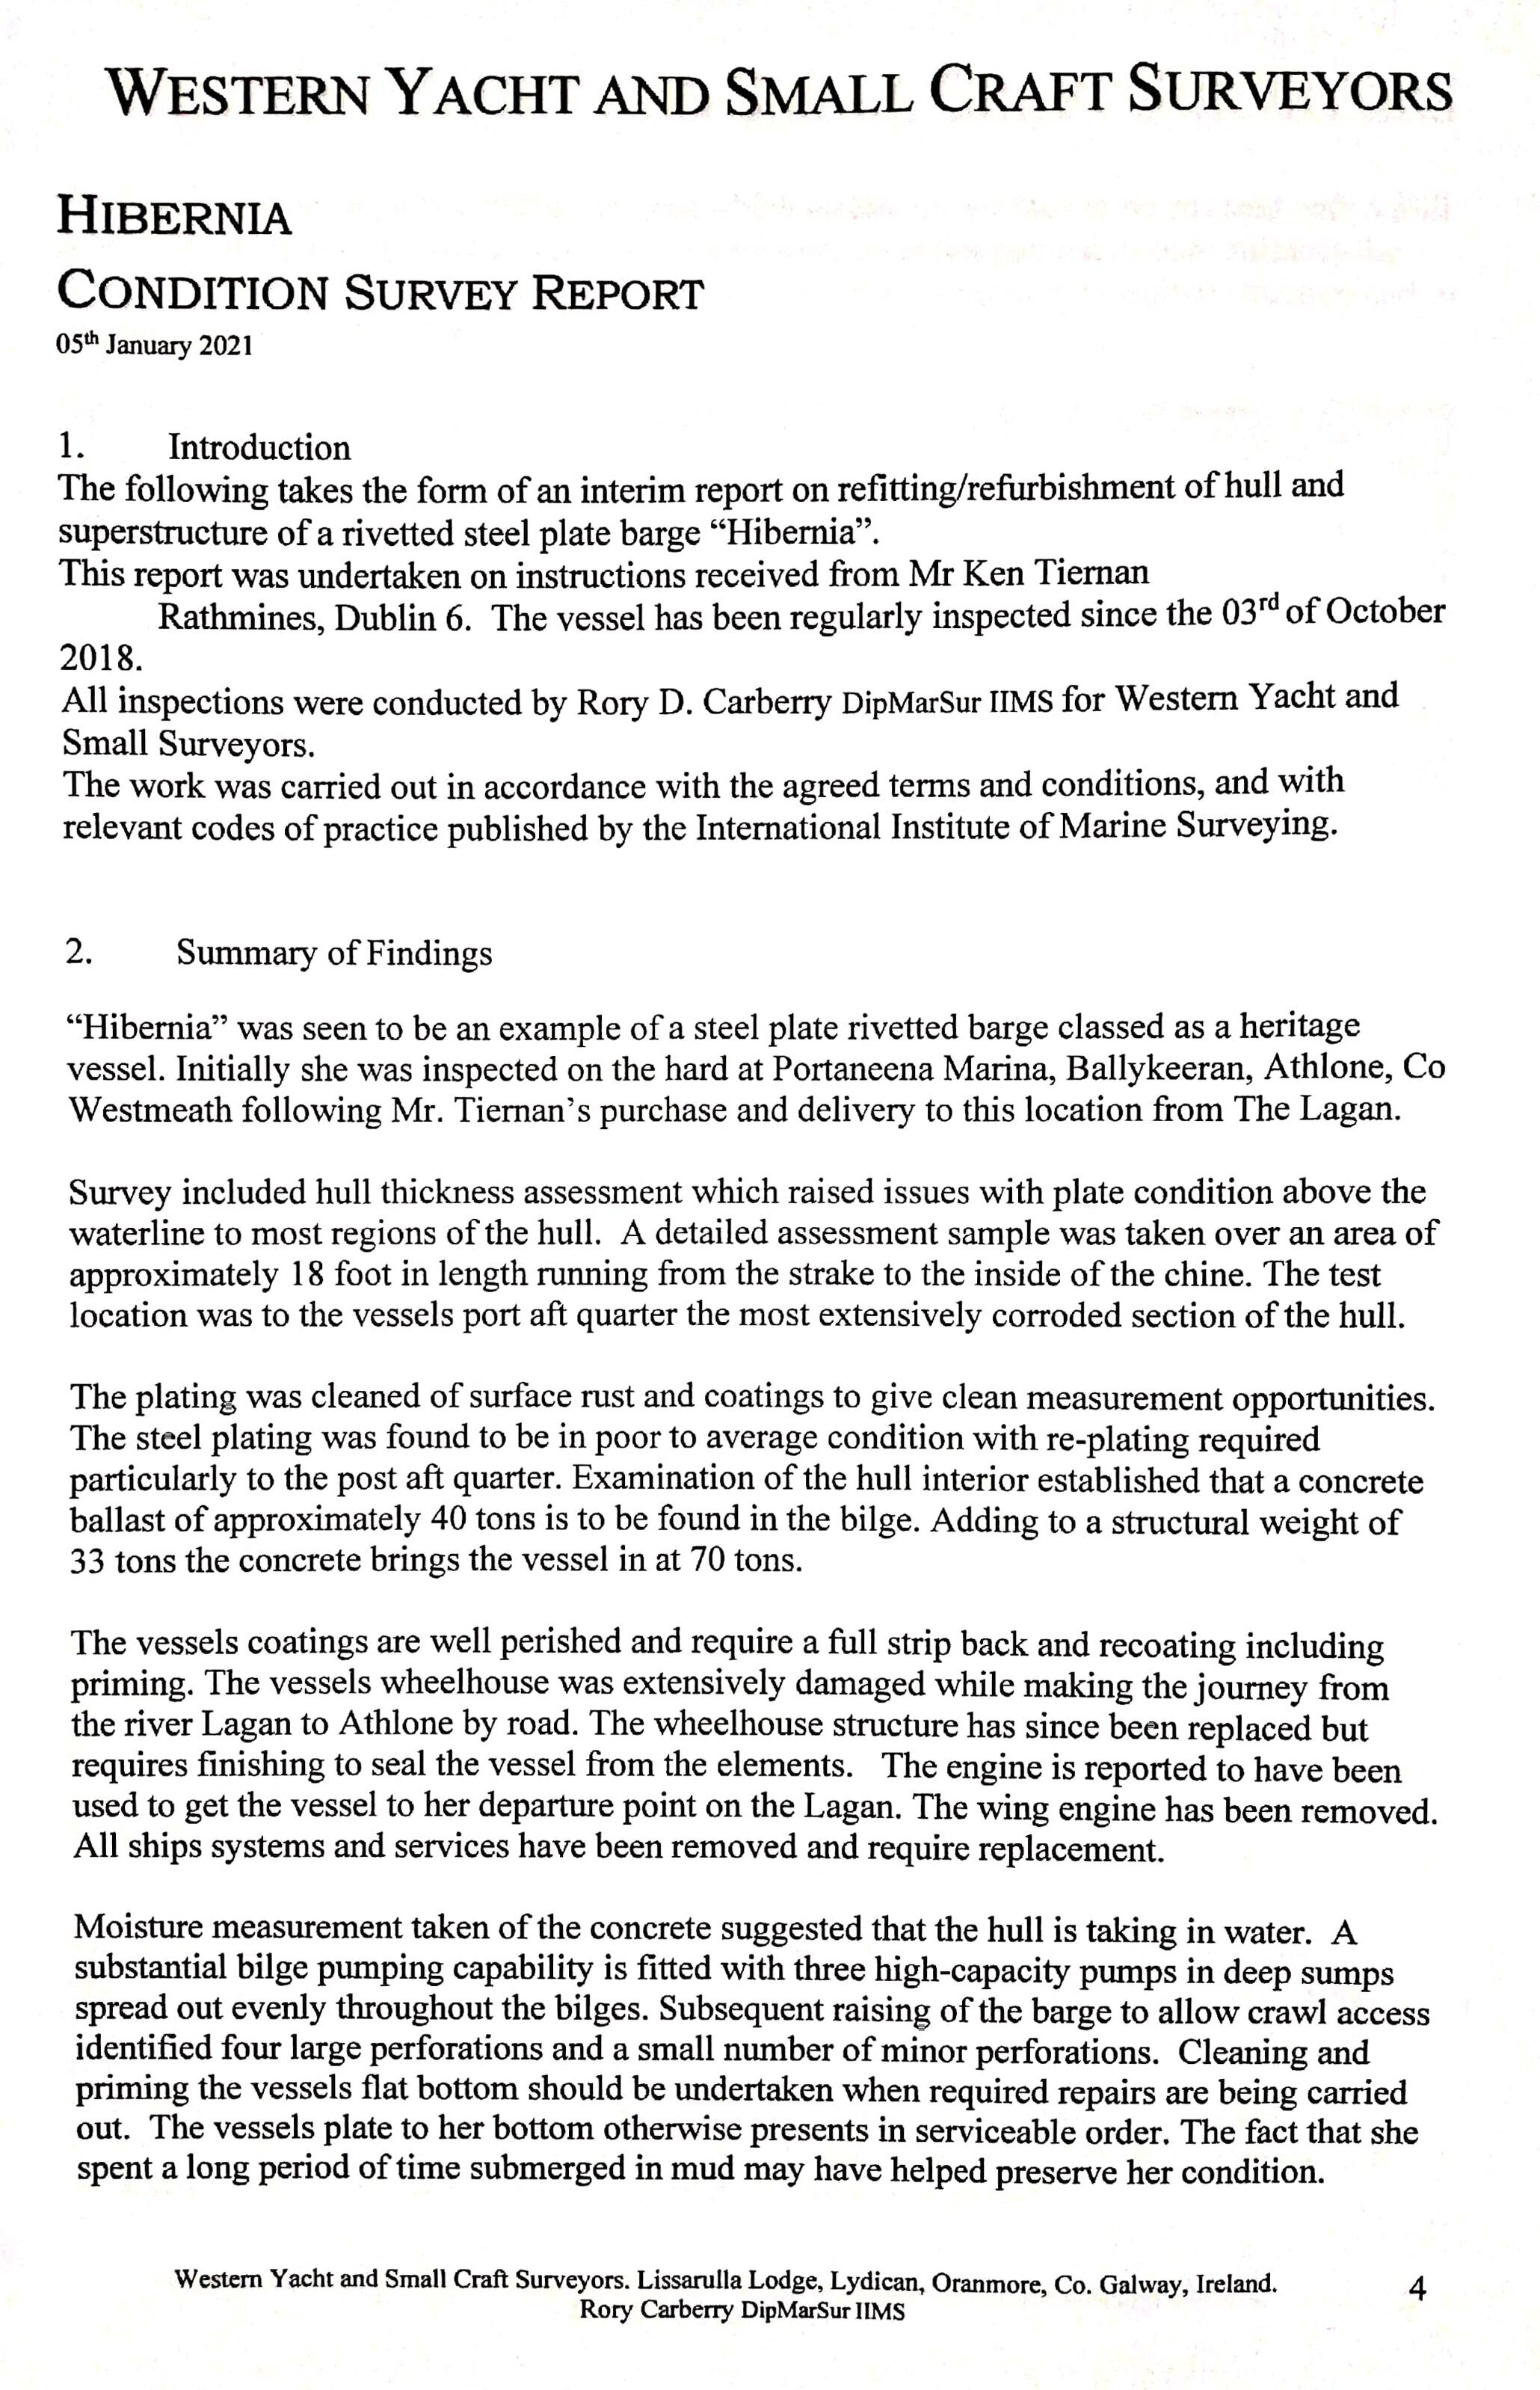 WESTERN YACHT AND SMALL CRAFT SURVEYORS
HIBERNIA
CONDITION SURVEY REPORT
05th January 2021
1. Introduction
The following takes the form of an interim report on refitting/refurbishment of hull and
superstructure of a rivetted steel plate barge “Hibernia”.
This report was undertaken on instructions received from Mr Ken Tiernan
Rathmines, Dublin 6. The vessel has been regularly inspected since the 03rd of October
2018.
All inspections were conducted by Rory D. Carberry DipMarSur IIMS for Western Yacht and
Small Surveyors.
The work was carried out in accordance with the agreed terms and conditions, and with
relevant codes of practice published by the International Institute of Marine Surveying.
2. Summary of Findings
“Hibernia” was seen to be an example of a steel plate rivetted barge classed as a heritage
vessel. Initially she was inspected on the hard at Portaneena Marina, Ballykeeran, Athlone, Co
Westmeath following Mr. Tiernan’s purchase and delivery to this location from The Lagan.
Survey included hull thickness assessment which raised issues with plate condition above the
waterline to most regions of the hull. A detailed assessment sample was taken over an area of
approximately 18 foot in length running from the strake to the inside of the chine. The test
location was to the vessels port aft quarter the most extensively corroded section of the hull.
The plating was cleaned of surface rust and coatings to give clean measurement opportunities.
The steel plating was found to be in poor to average condition with re-plating required
particularly to the post aft quarter. Examination of the hull interior established that a concrete
ballast of approximately 40 tons is to be found in the bilge. Adding to a structural weight of
33 tons the concrete brings the vessel in at 70 tons.
The vessels coatings are well perished and require a full strip back and recoating including
priming. The vessels wheelhouse was extensively damaged while making the journey from
the river Lagan to Athlone by road. The wheelhouse structure has since been replaced but
requires finishing to seal the vessel from the elements. The engine is reported to have been
used to get the vessel to her departure point on the Lagan. The wing engine has been removed.
All ships systems and services have been removed and require replacement.
Moisture measurement taken of the concrete suggested that the hull is taking in water. A
substantial bilge pumping capability is fitted with three high-capacity pumps in deep sumps
spread out evenly throughout the bilges. Subsequent raising of the barge to allow crawl access
identified four large perforations and a small number of minor perforations. Cleaning and
priming the vessels flat bottom should be undertaken when required repairs are being carried
out. The vessels plate to her bottom otherwise presents in serviceable order. The fact that she
spent a long period of time submerged in mud may have helped preserve her condition.
Western Yacht and Small Craft Surveyors. Lissarulla Lodge, Lydican, Oranmore, Co. Galway, Ireland. 4
Rory Carberry DipMarSur IIMS